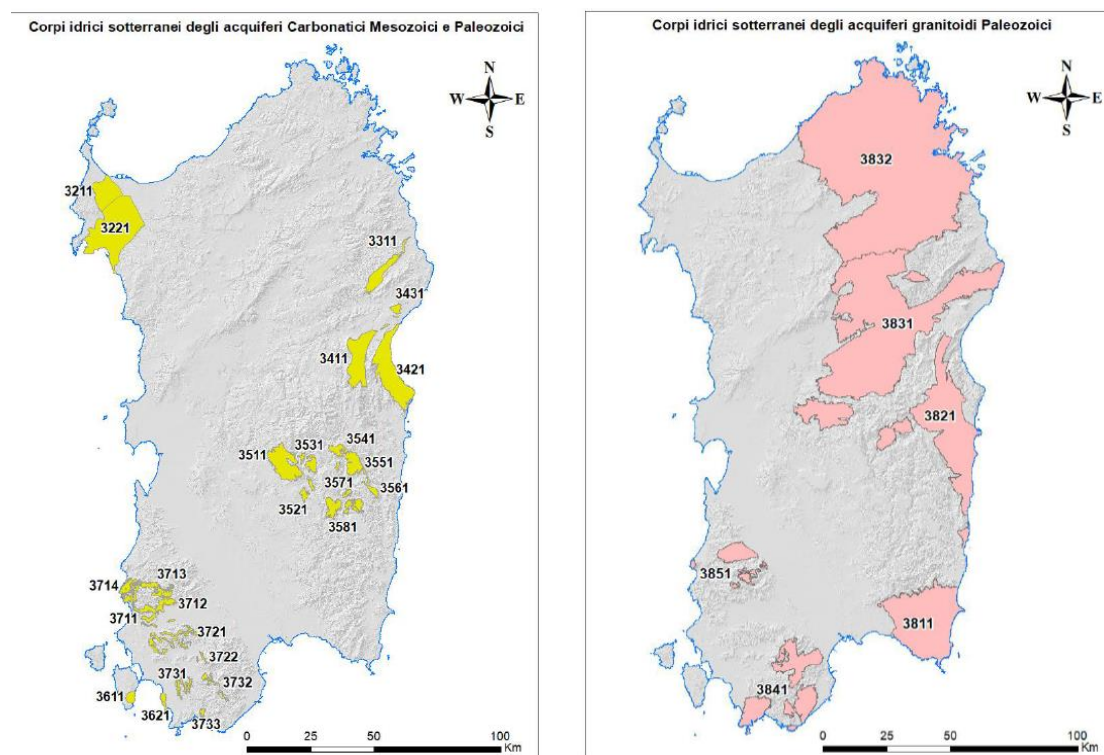 Corpi idrici sotterranei degli acquiferi Carbonatici Mesozoici e Paleozoici
N
W E
S
3211
3221
3311
3431
3411
3421
3511
3531
3541
3551
3571
3561
3521
3581
3714
3713
3712
3711
3721
3722
3731
3732
3611
3621
3733
0 25 50 100
Km
Corpi idrici sotterranei degli acquiferi granitoidi Paleozoici
N
W E
S
3832
3831
3821
3851
3811
3841
0 25 50 100
Km